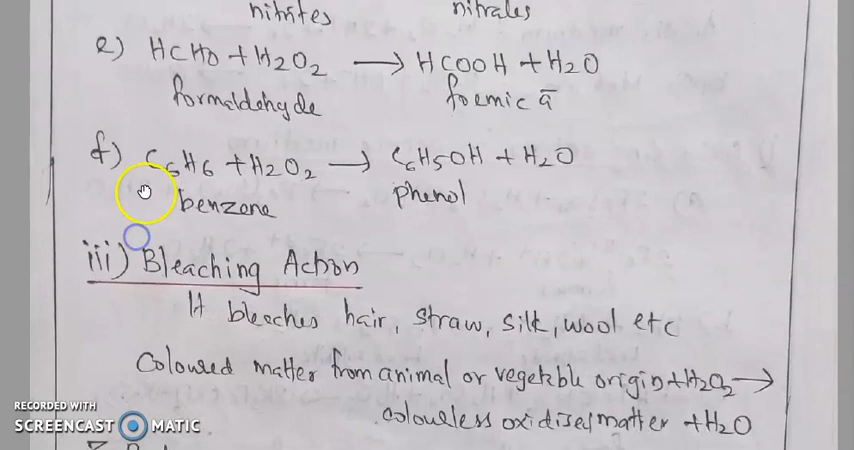 nitrites nitrates
e) HCHO + H2O2 → HCOOH + H2O
formaldehyde foemic ā
f) C6H6 + H2O2 → C6H5OH + H2O
benzene phenol
iii) Bleaching Action
It bleaches hair, straw, silk, wool etc
Coloured matter from animal or vegetable origin + H2O2 →
colourless oxidised matter + H2O
RECORDED WITH
SCREENCAST MATIC